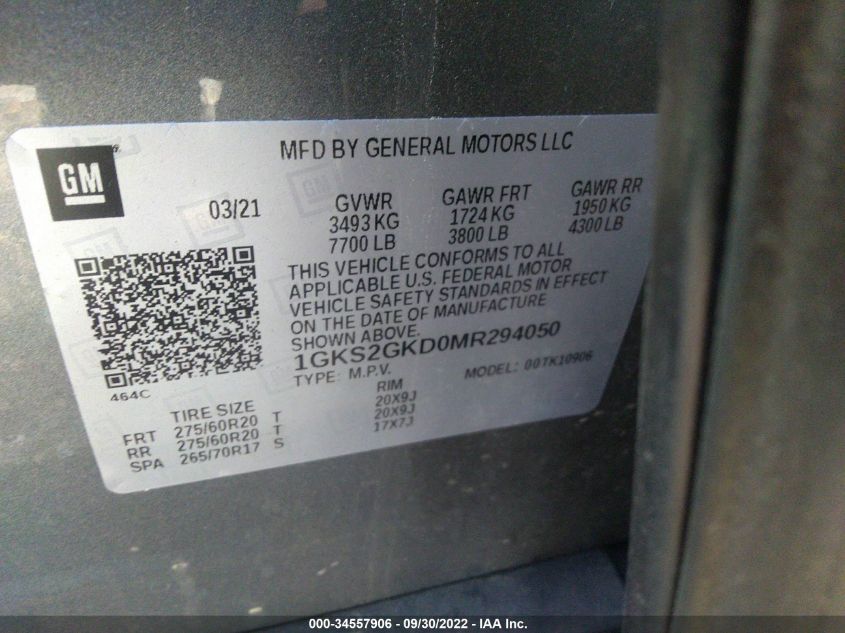 MFD BY GENERAL MOTORS LLC
GM
03/21
GVWR
3493 KG
7700 LB
GAWR FRT
1724 KG
3800 LB
GAWR RR
1950 KG
4300 LB
THIS VEHICLE CONFORMS TO ALL
APPLICABLE U.S. FEDERAL MOTOR
VEHICLE SAFETY STANDARDS IN EFFECT
ON THE DATE OF MANUFACTURE
SHOWN ABOVE.
1GKS2GKD0MR294050
TYPE: M.P.V.
MODEL: 00TK10906
464C
TIRE SIZE RIM
FRT 275/60R20 T 20X9J
RR 275/60R20 T 20X9J
SPA 265/70R17 S 17X7J
000-34557906 - 09/30/2022 - IAA Inc.